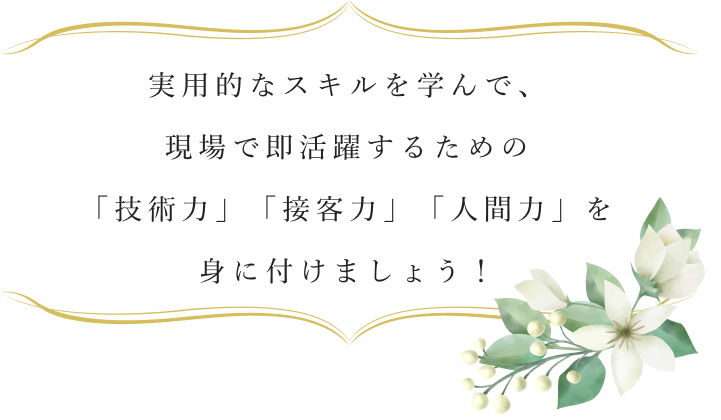 実用的なスキルを学んで、
現場で即活躍するための
「技術力」「接客力」「人間力」を
身に付けましょう！